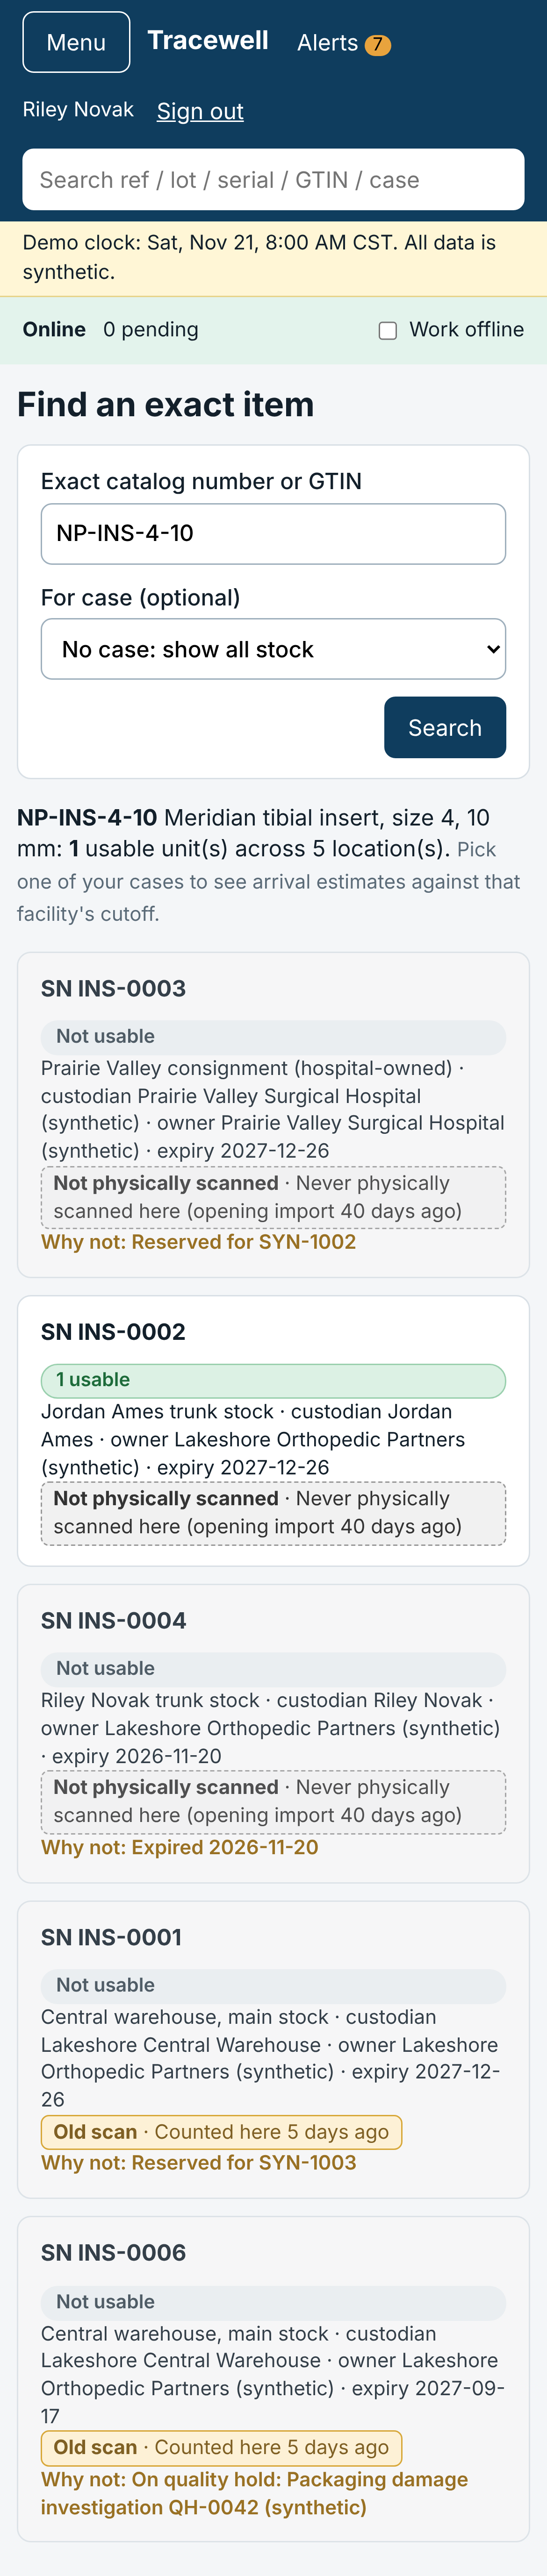 Menu Tracewell Alerts 7
Riley Novak Sign out
Search ref / lot / serial / GTIN / case
Demo clock: Sat, Nov 21, 8:00 AM CST. All data is
synthetic.
Online 0 pending Work offline
Find an exact item
Exact catalog number or GTIN
NP-INS-4-10
For case (optional)
No case: show all stock
Search
NP-INS-4-10 Meridian tibial insert, size 4, 10
mm: 1 usable unit(s) across 5 location(s). Pick
one of your cases to see arrival estimates against that
facility's cutoff.
SN INS-0003
Not usable
Prairie Valley consignment (hospital-owned) ·
custodian Prairie Valley Surgical Hospital
(synthetic) · owner Prairie Valley Surgical Hospital
(synthetic) · expiry 2027-12-26
Not physically scanned · Never physically
scanned here (opening import 40 days ago)
Why not: Reserved for SYN-1002
SN INS-0002
1 usable
Jordan Ames trunk stock · custodian Jordan
Ames · owner Lakeshore Orthopedic Partners
(synthetic) · expiry 2027-12-26
Not physically scanned · Never physically
scanned here (opening import 40 days ago)
SN INS-0004
Not usable
Riley Novak trunk stock · custodian Riley Novak ·
owner Lakeshore Orthopedic Partners (synthetic)
· expiry 2026-11-20
Not physically scanned · Never physically
scanned here (opening import 40 days ago)
Why not: Expired 2026-11-20
SN INS-0001
Not usable
Central warehouse, main stock · custodian
Lakeshore Central Warehouse · owner Lakeshore
Orthopedic Partners (synthetic) · expiry 2027-12-
26
Old scan · Counted here 5 days ago
Why not: Reserved for SYN-1003
SN INS-0006
Not usable
Central warehouse, main stock · custodian
Lakeshore Central Warehouse · owner Lakeshore
Orthopedic Partners (synthetic) · expiry 2027-09-
17
Old scan · Counted here 5 days ago
Why not: On quality hold: Packaging damage
investigation QH-0042 (synthetic)